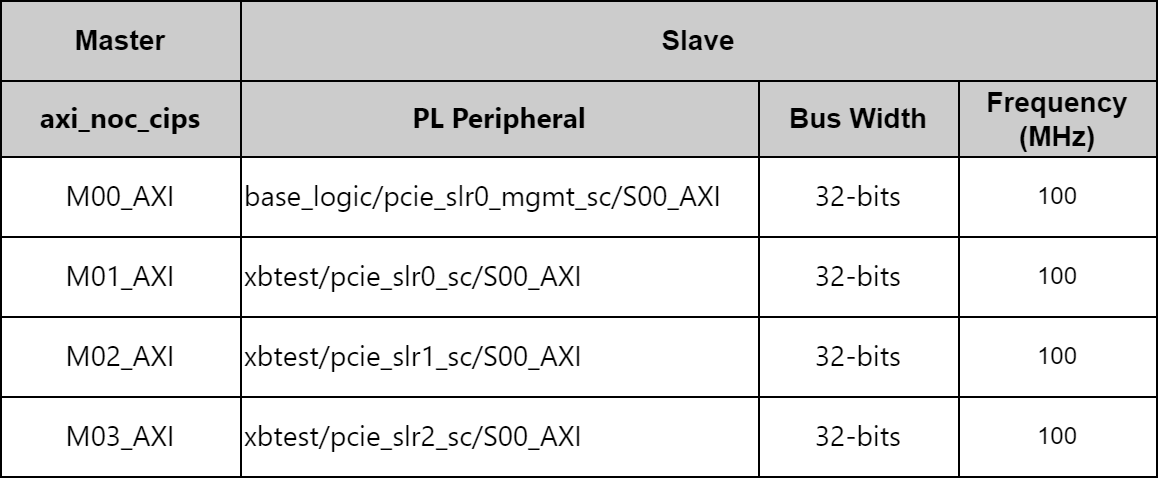 Master Slave
axi_noc_cips PL Peripheral Bus Width Frequency
(MHz)
M00_AXI base_logic/pcie_slr0_mgmt_sc/S00_AXI 32-bits 100
M01_AXI xbtest/pcie_slr0_sc/S00_AXI 32-bits 100
M02_AXI xbtest/pcie_slr1_sc/S00_AXI 32-bits 100
M03_AXI xbtest/pcie_slr2_sc/S00_AXI 32-bits 100